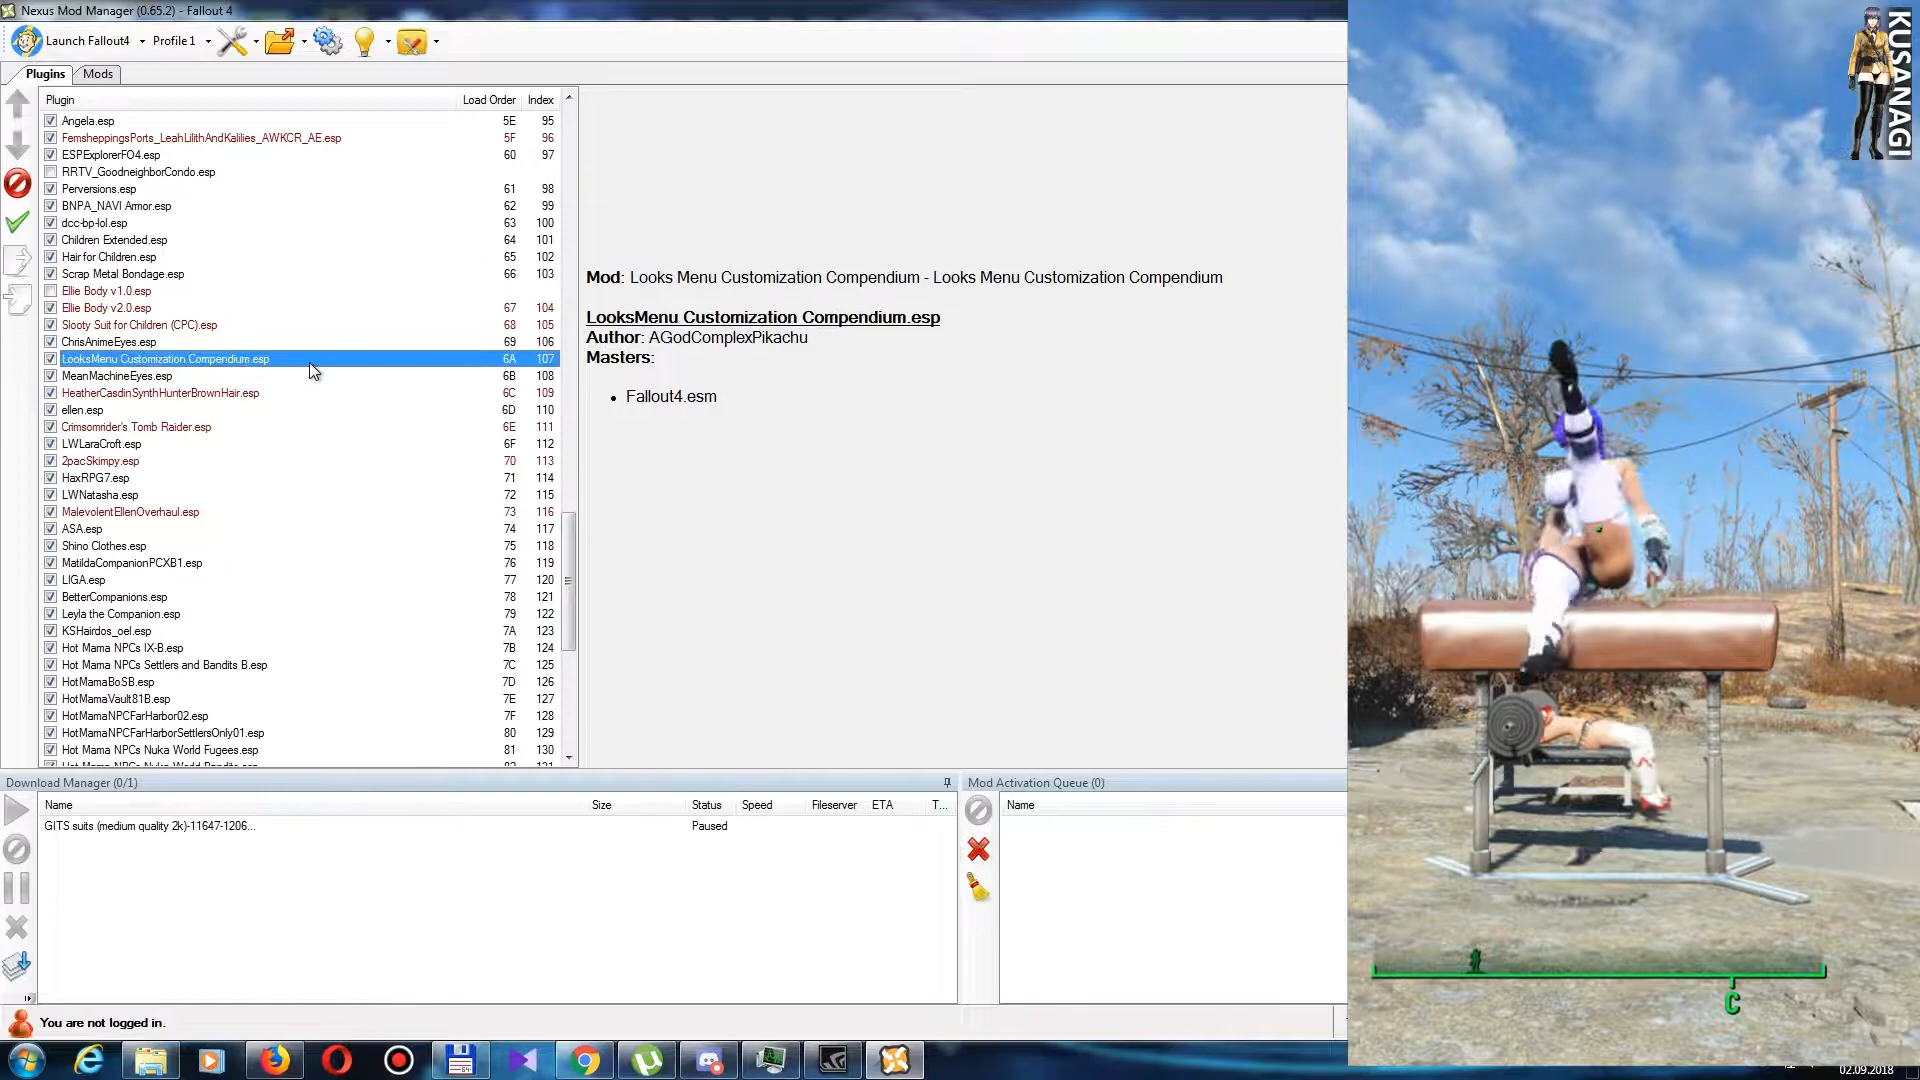 Nexus Mod Manager (0.65.2) - Fallout 4
Launch Fallout4
Profile1
Plugins
Mods
Plugin Load Order Index
Angela.esp 5E 95
FemsheppingsPorts_LeahLilithAndKalilies_AWKCR_AE.esp 5F 96
ESPExplorerFO4.esp 60 97
RRTV_GoodneighborCondo.esp
Perversions.esp 61 98
BNPA_NAVI Armor.esp 62 99
dcc-bp-lol.esp 63 100
Children Extended.esp 64 101
Hair for Children.esp 65 102
Scrap Metal Bondage.esp 66 103
Ellie Body v1.0.esp
Ellie Body v2.0.esp 67 104
Slooty Suit for Children (CPC).esp 68 105
ChrisAnimeEyes.esp 69 106
LooksMenu Customization Compendium.esp 6A 107
MeanMachineEyes.esp 6B 108
HeatherCasdinSynthHunterBrownHair.esp 6C 109
ellen.esp 6D 110
Crimsomrider's Tomb Raider.esp 6E 111
LWLaraCroft.esp 6F 112
2pacSkimpy.esp 70 113
HaxRPG7.esp 71 114
LWNatasha.esp 72 115
MalevolentEllenOverhaul.esp 73 116
ASA.esp 74 117
Shino Clothes.esp 75 118
MatildaCompanionPCXB1.esp 76 119
LIGA.esp 77 120
BetterCompanions.esp 78 121
Leyla the Companion.esp 79 122
KSHairdos_oel.esp 7A 123
Hot Mama NPCs IX-B.esp 7B 124
Hot Mama NPCs Settlers and Bandits B.esp 7C 125
HotMamaBoSB.esp 7D 126
HotMamaVault81B.esp 7E 127
HotMamaNPCFarHarbor02.esp 7F 128
HotMamaNPCFarHarborSettlersOnly01.esp 80 129
Hot Mama NPCs Nuka World Fugees.esp 81 130
Mod: Looks Menu Customization Compendium - Looks Menu Customization Compendium
LooksMenu Customization Compendium.esp
Author: AGodComplexPikachu
Masters:
Fallout4.esm
KUSANAGI
Download Manager (0/1)
Name Size Status Speed Fileserver ETA T...
GITS suits (medium quality 2k)-11647-1206... Paused
Mod Activation Queue (0)
Name
You are not logged in.
C
64
02.09.2018